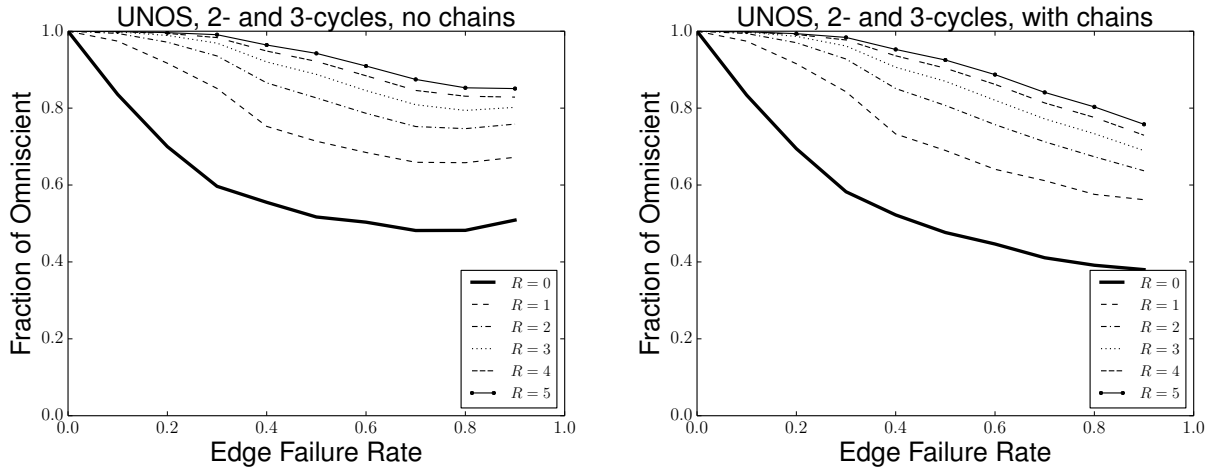 UNOS, 2- and 3-cycles, no chains
1.0
0.8
0.6
0.4
0.2
0.0
Fraction of Omniscient
R = 0
R = 1
R = 2
R = 3
R = 4
R = 5
0.0 0.2 0.4 0.6 0.8 1.0
Edge Failure Rate
UNOS, 2- and 3-cycles, with chains
1.0
0.8
0.6
0.4
0.2
0.0
Fraction of Omniscient
R = 0
R = 1
R = 2
R = 3
R = 4
R = 5
0.0 0.2 0.4 0.6 0.8 1.0
Edge Failure Rate